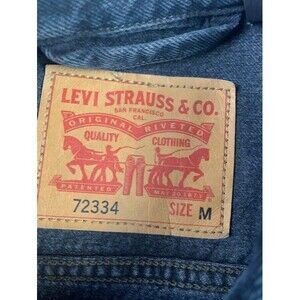 LEVI STRAUSS & CO.
SAN FRANCISCO
CAL.
ORIGINAL RIVETED
QUALITY CLOTHING
PATENTED MAY 20 1873
72334 SIZE M